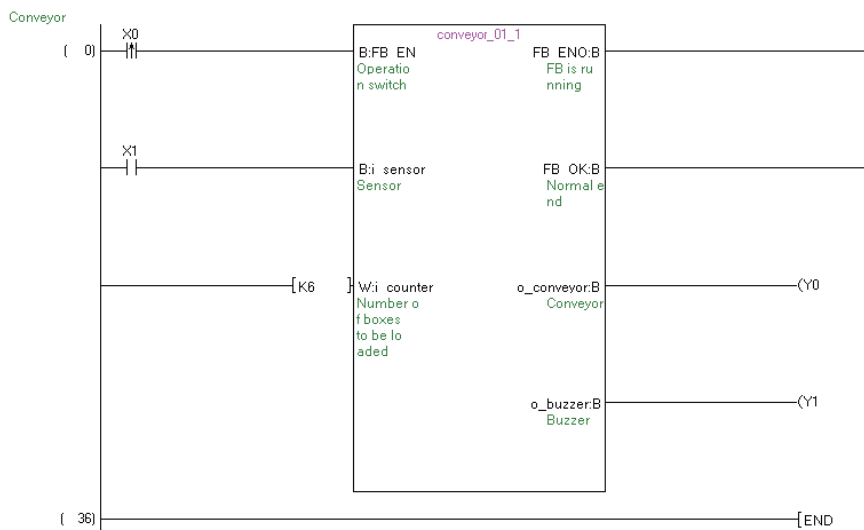 Conveyor
X0
( 0)
conveyor_01_1
B:FB_EN
FB_ENO:B
Operatio
n switch
FB is ru
nning
X1
B:i_sensor
FB_OK:B
Sensor
Normal e
nd
[K6 ]
W:i_counter
o_conveyor:B
(Y0
Number o
f boxes
to be lo
aded
Conveyor
o_buzzer:B
(Y1
Buzzer
( 36)
[END